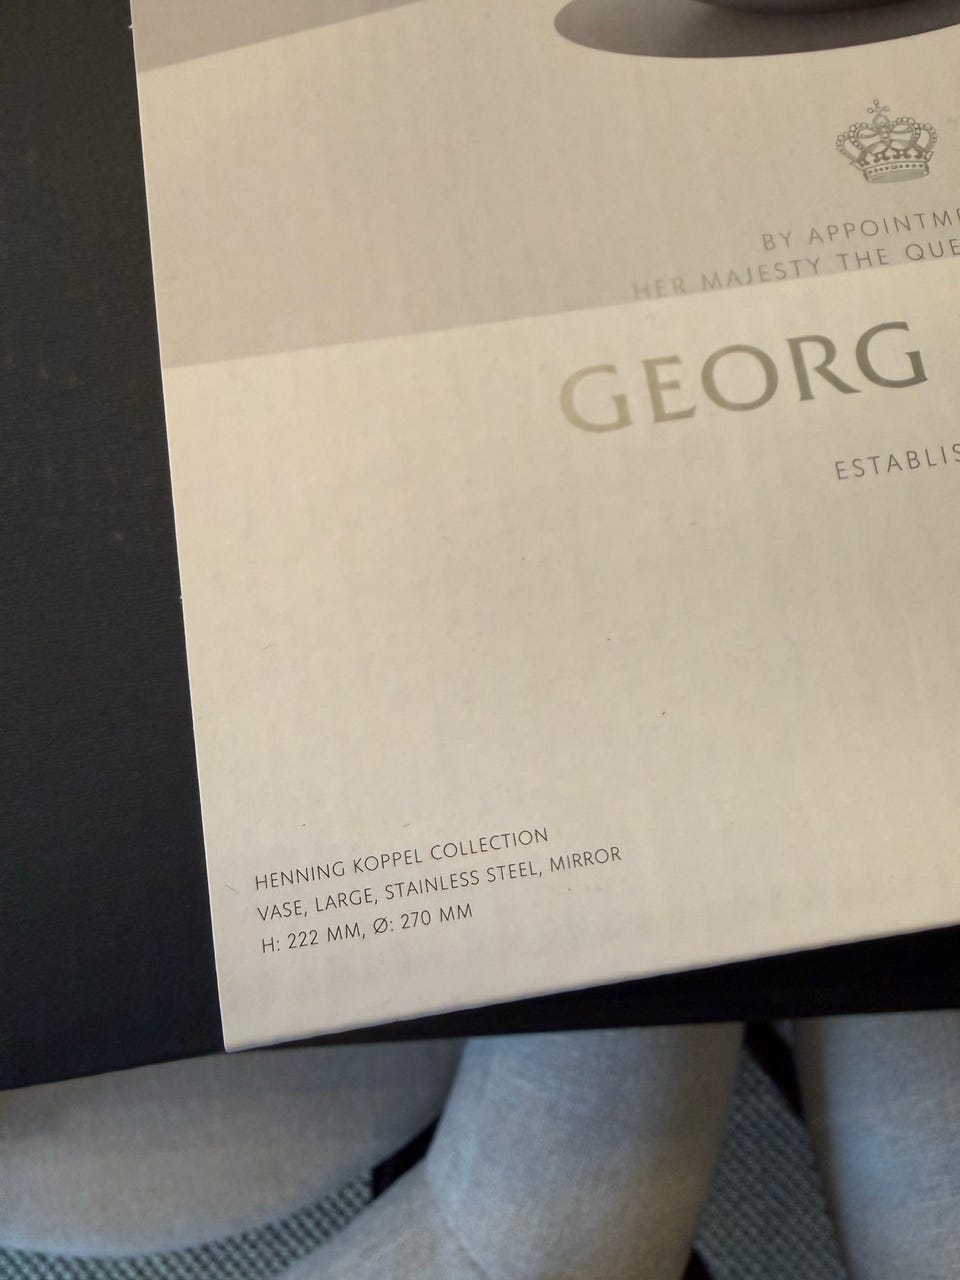 BY APPOINTME
HER MAJESTY THE QUE
GEORG
ESTABLIS
HENNING KOPPEL COLLECTION
VASE, LARGE, STAINLESS STEEL, MIRROR
H: 222 MM, Ø: 270 MM